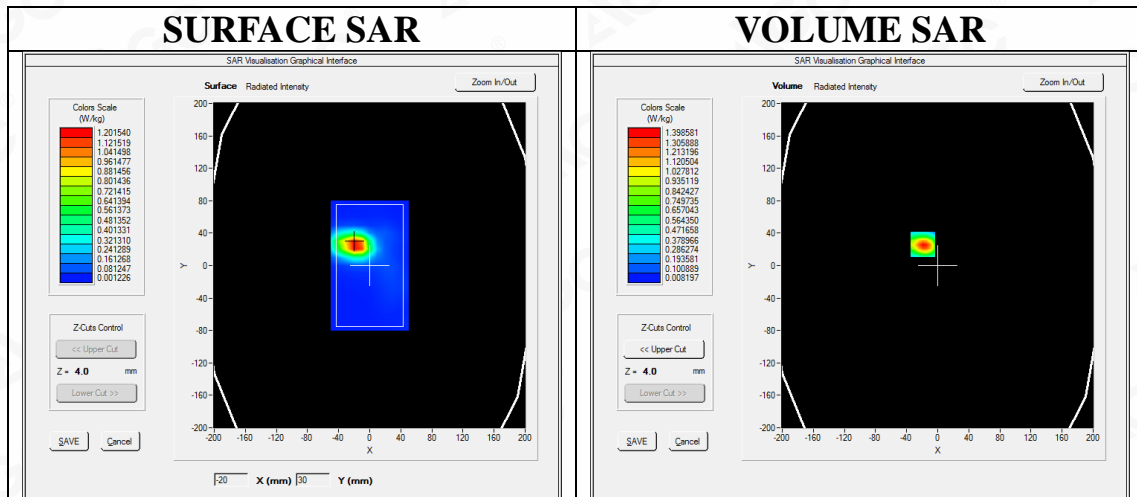 SURFACE SAR
VOLUME SAR
SAR Visualisation Graphical Interface
Surface Radiated Intensity
Zoom In/Out
Colors Scale
(W/kg)
1.201540
1.121519
1.041498
0.961477
0.881456
0.801436
0.721415
0.641394
0.561373
0.481352
0.401331
0.321310
0.241289
0.161268
0.081247
0.001226
Z-Cuts Control
<< Upper Cut
Z = 4.0 mm
Lower Cut >>
SAVE Cancel
200
160
120
80
40
0
-40
-80
-120
-160
-200
Y
-200 -160 -120 -80 -40 0 40 80 120 160 200
X
-20 X (mm) 30 Y (mm)
SAR Visualisation Graphical Interface
Volume Radiated Intensity
Zoom In/Out
Colors Scale
(W/kg)
1.398581
1.305888
1.213196
1.120504
1.027812
0.935119
0.842427
0.749735
0.657043
0.564350
0.471658
0.378966
0.286274
0.193581
0.100889
0.008197
Z-Cuts Control
<< Upper Cut
Z = 4.0 mm
Lower Cut >>
SAVE Cancel
200
160
120
80
40
0
-40
-80
-120
-160
-200
Y
-200 -160 -120 -80 -40 0 40 80 120 160 200
X